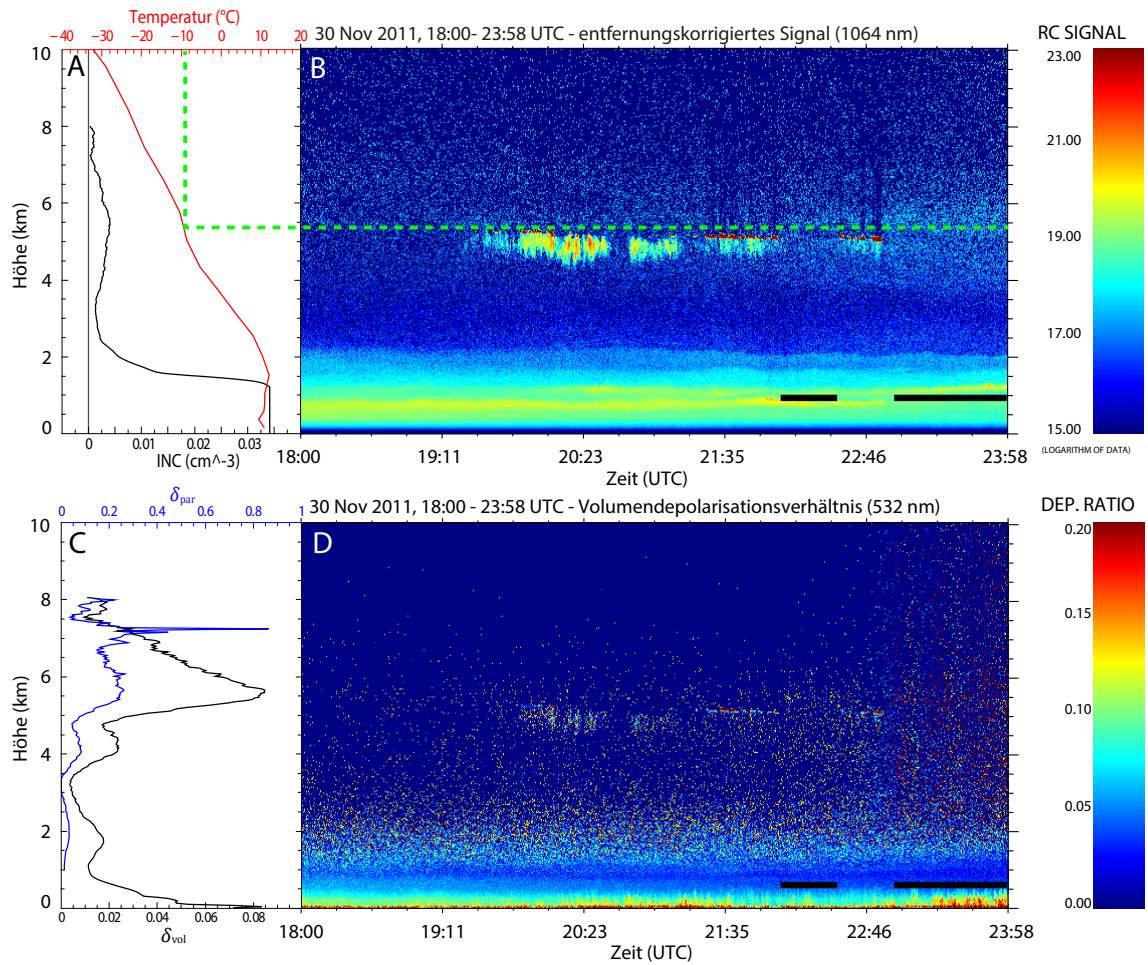 Temperatur (°C)
-40 -30 -20 -10 0 10 20
30 Nov 2011, 18:00- 23:58 UTC - entfernungskorrigiertes Signal (1064 nm)
RC SIGNAL
A
B
10
8
6
4
2
0
Höhe (km)
23.00
21.00
19.00
17.00
15.00
(LOGARITHM OF DATA)
0 0.01 0.02 0.03
INC (cm^-3)
18:00 19:11 20:23 21:35 22:46 23:58
Zeit (UTC)
δpar
0 0.2 0.4 0.6 0.8 1
30 Nov 2011, 18:00 - 23:58 UTC - Volumendepolarisationsverhältnis (532 nm)
DEP. RATIO
C
D
10
8
6
4
2
0
Höhe (km)
0.20
0.15
0.10
0.05
0.00
0 0.02 0.04 0.06 0.08
δvol
18:00 19:11 20:23 21:35 22:46 23:58
Zeit (UTC)